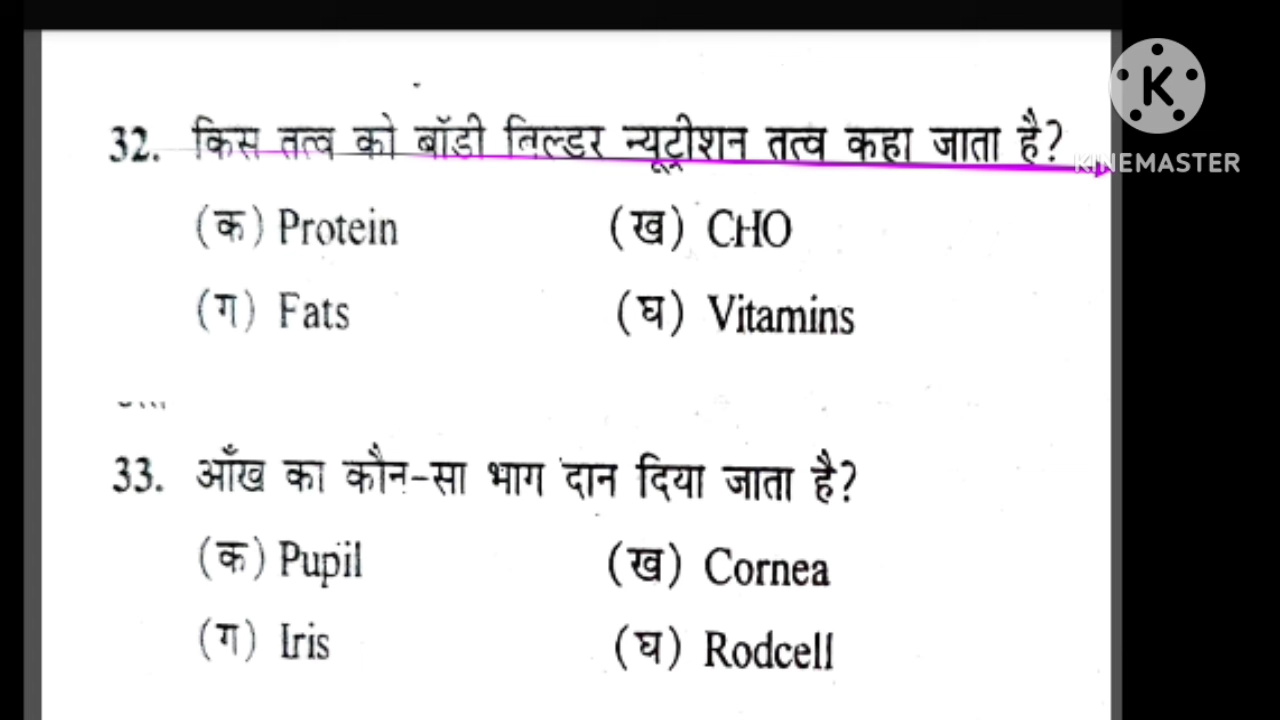 32. किस तत्व को बॉडी बिल्डर न्यूट्रीशन तत्व कहा जाता है?
KINEMASTER
(क) Protein (ख) CHO
(ग) Fats (घ) Vitamins
33. आँख का कौन-सा भाग दान दिया जाता है?
(क) Pupil (ख) Cornea
(ग) Iris (घ) Rodcell